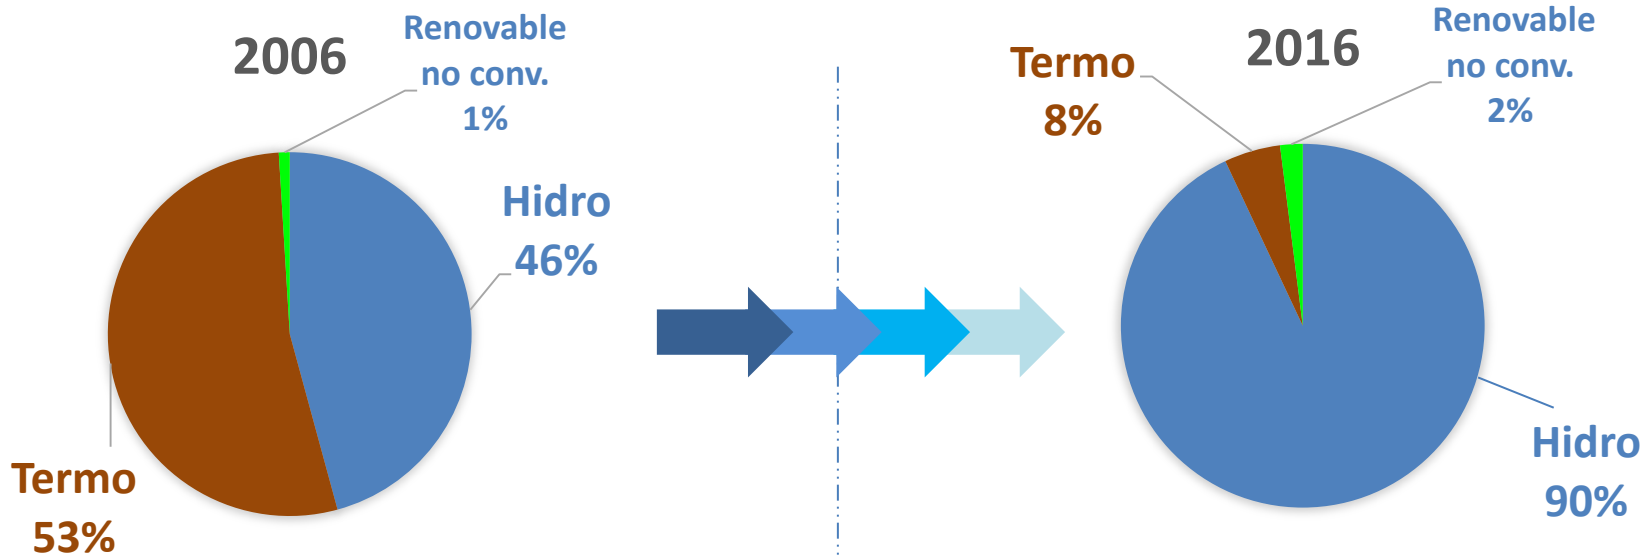 2006
Renovable
no conv.
1%
Hidro
46%
Termo
53%
2016
Renovable
no conv.
2%
Termo
8%
Hidro
90%